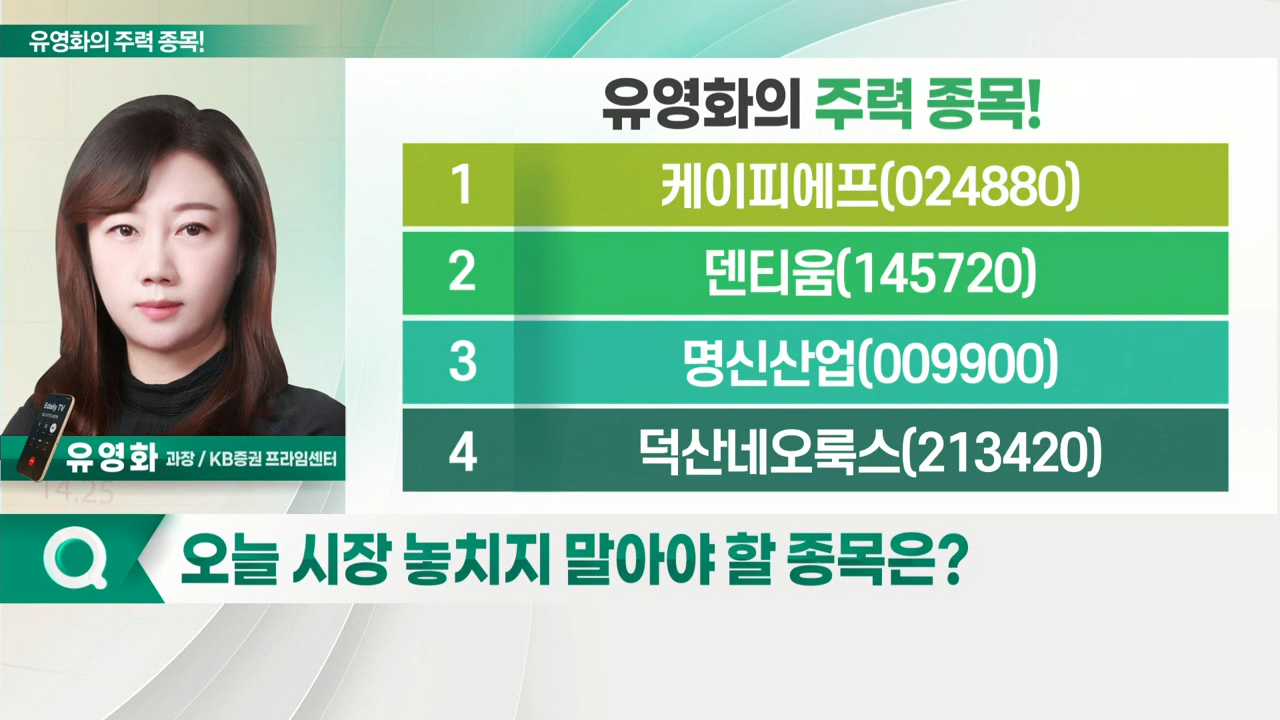 유영화의 주력 종목!
유영화의 주력 종목!
1 케이피에프(024880)
2 덴티움(145720)
3 명신산업(009900)
4 덕산네오룩스(213420)
Edaily TV
유영화 과장 / KB증권 프라임센터
14.25
Q 오늘 시장 놓치지 말아야 할 종목은?